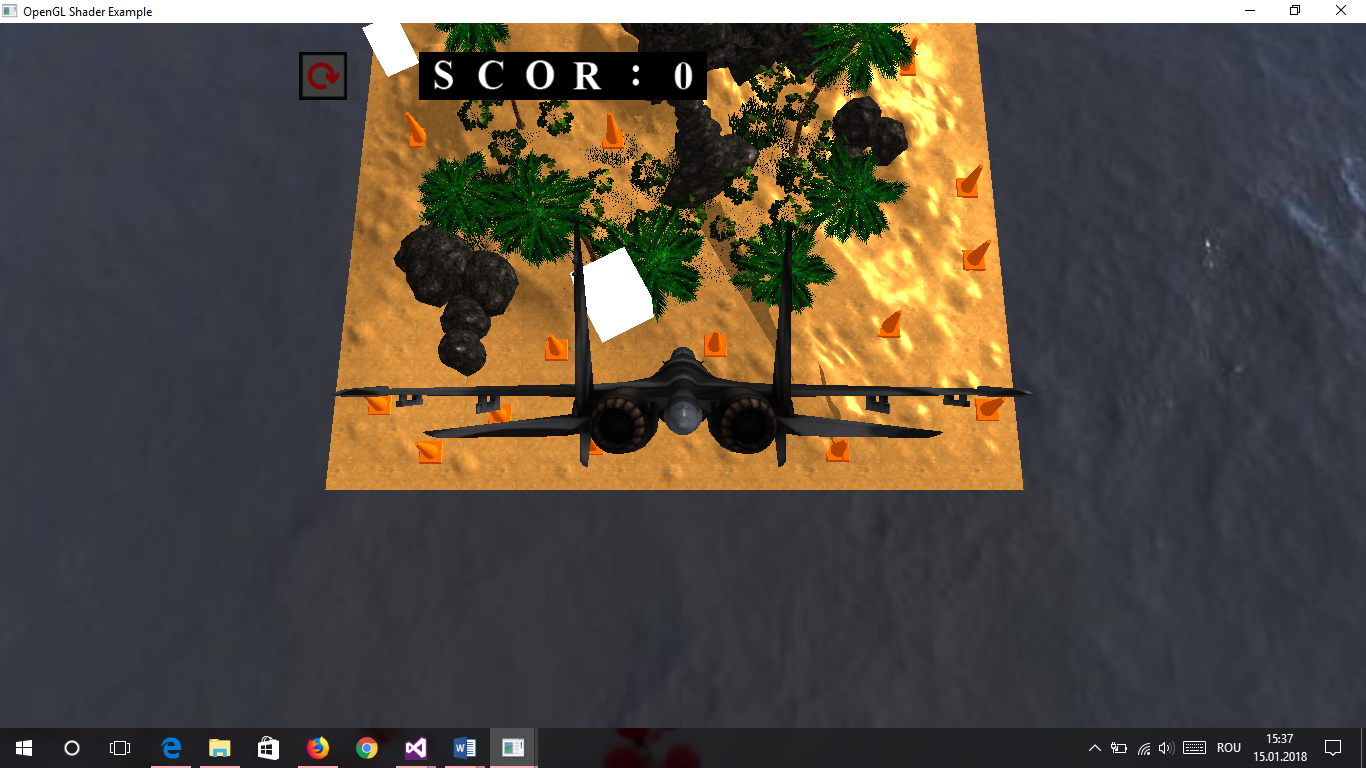 OpenGL Shader Example
S C O R : 0
ROU
15:37
15.01.2018